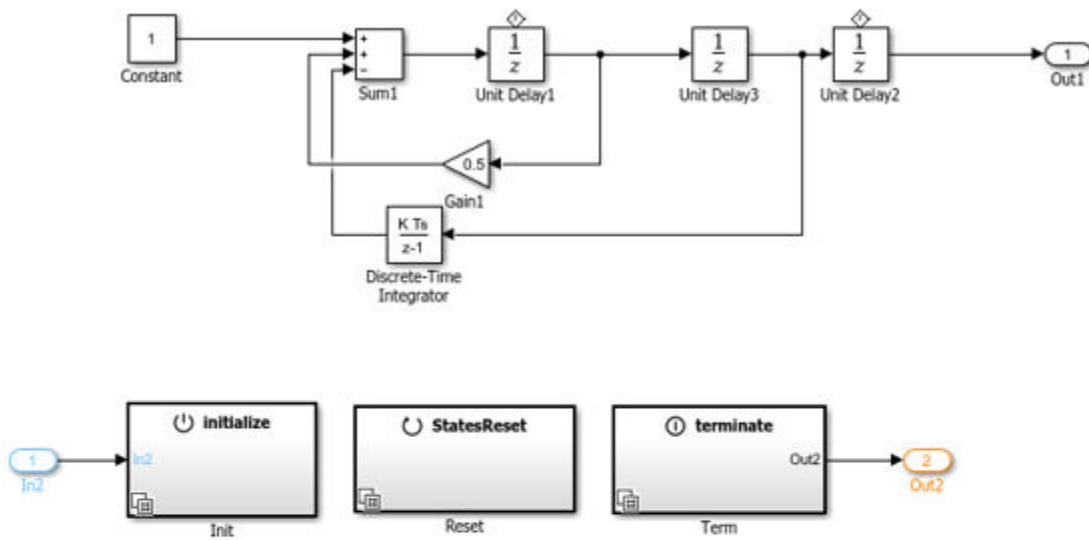 1
Constant
+
+
−
Sum1
1
z
Unit Delay1
1
z
Unit Delay3
1
z
Unit Delay2
1
Out1
0.5
Gain1
K Ts
z-1
Discrete-Time
Integrator
1
In2
initialize
In2
Init
StatesReset
Reset
terminate
Out2
Term
2
Out2